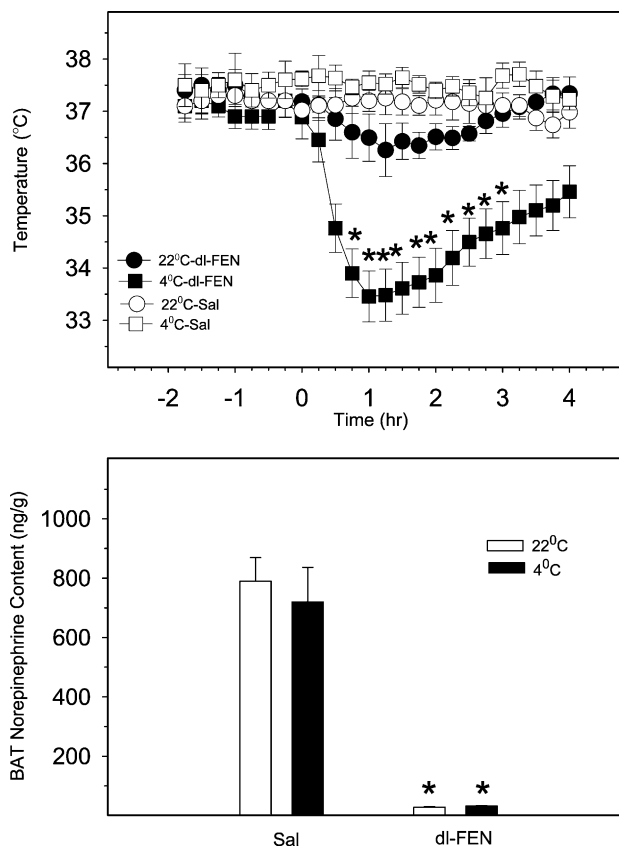 38
37
36
35
34
33
Temperature (°C)
* ** * ** * * * *
22⁰C-dl-FEN
4⁰C-dl-FEN
22⁰C-Sal
4⁰C-Sal
-2 -1 0 1 2 3 4
Time (hr)
BAT Norepinephrine Content (ng/g)
1000
800
600
400
200
22⁰C
4⁰C
* *
Sal dl-FEN